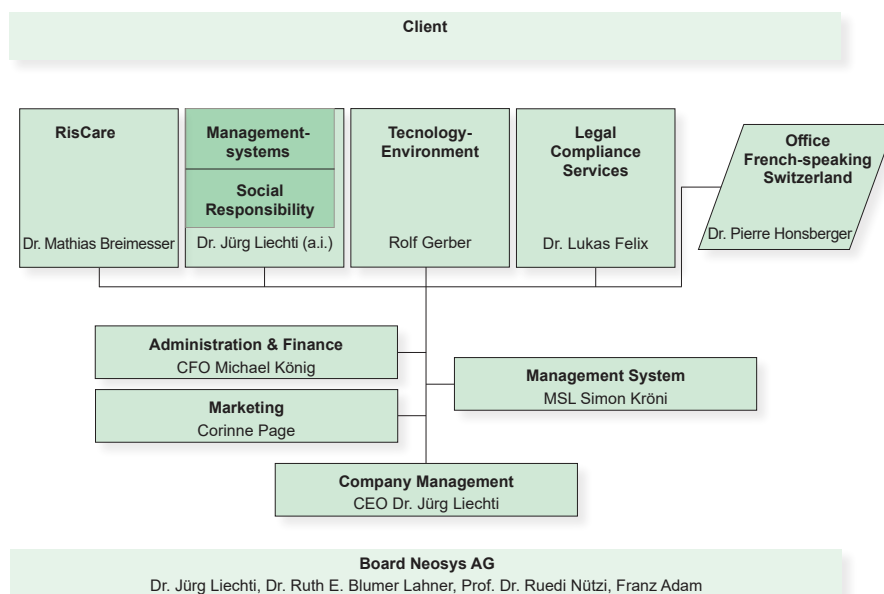 Client
RisCare
Dr. Mathias Breimesser
Management-
systems
Social
Responsibility
Dr. Jürg Liechti (a.i.)
Tecnology-
Environment
Rolf Gerber
Legal
Compliance
Services
Dr. Lukas Felix
Office
French-speaking
Switzerland
Dr. Pierre Honsberger
Administration & Finance
CFO Michael König
Management System
MSL Simon Kröni
Marketing
Corinne Page
Company Management
CEO Dr. Jürg Liechti
Board Neosys AG
Dr. Jürg Liechti, Dr. Ruth E. Blumer Lahner, Prof. Dr. Ruedi Nützi, Franz Adam